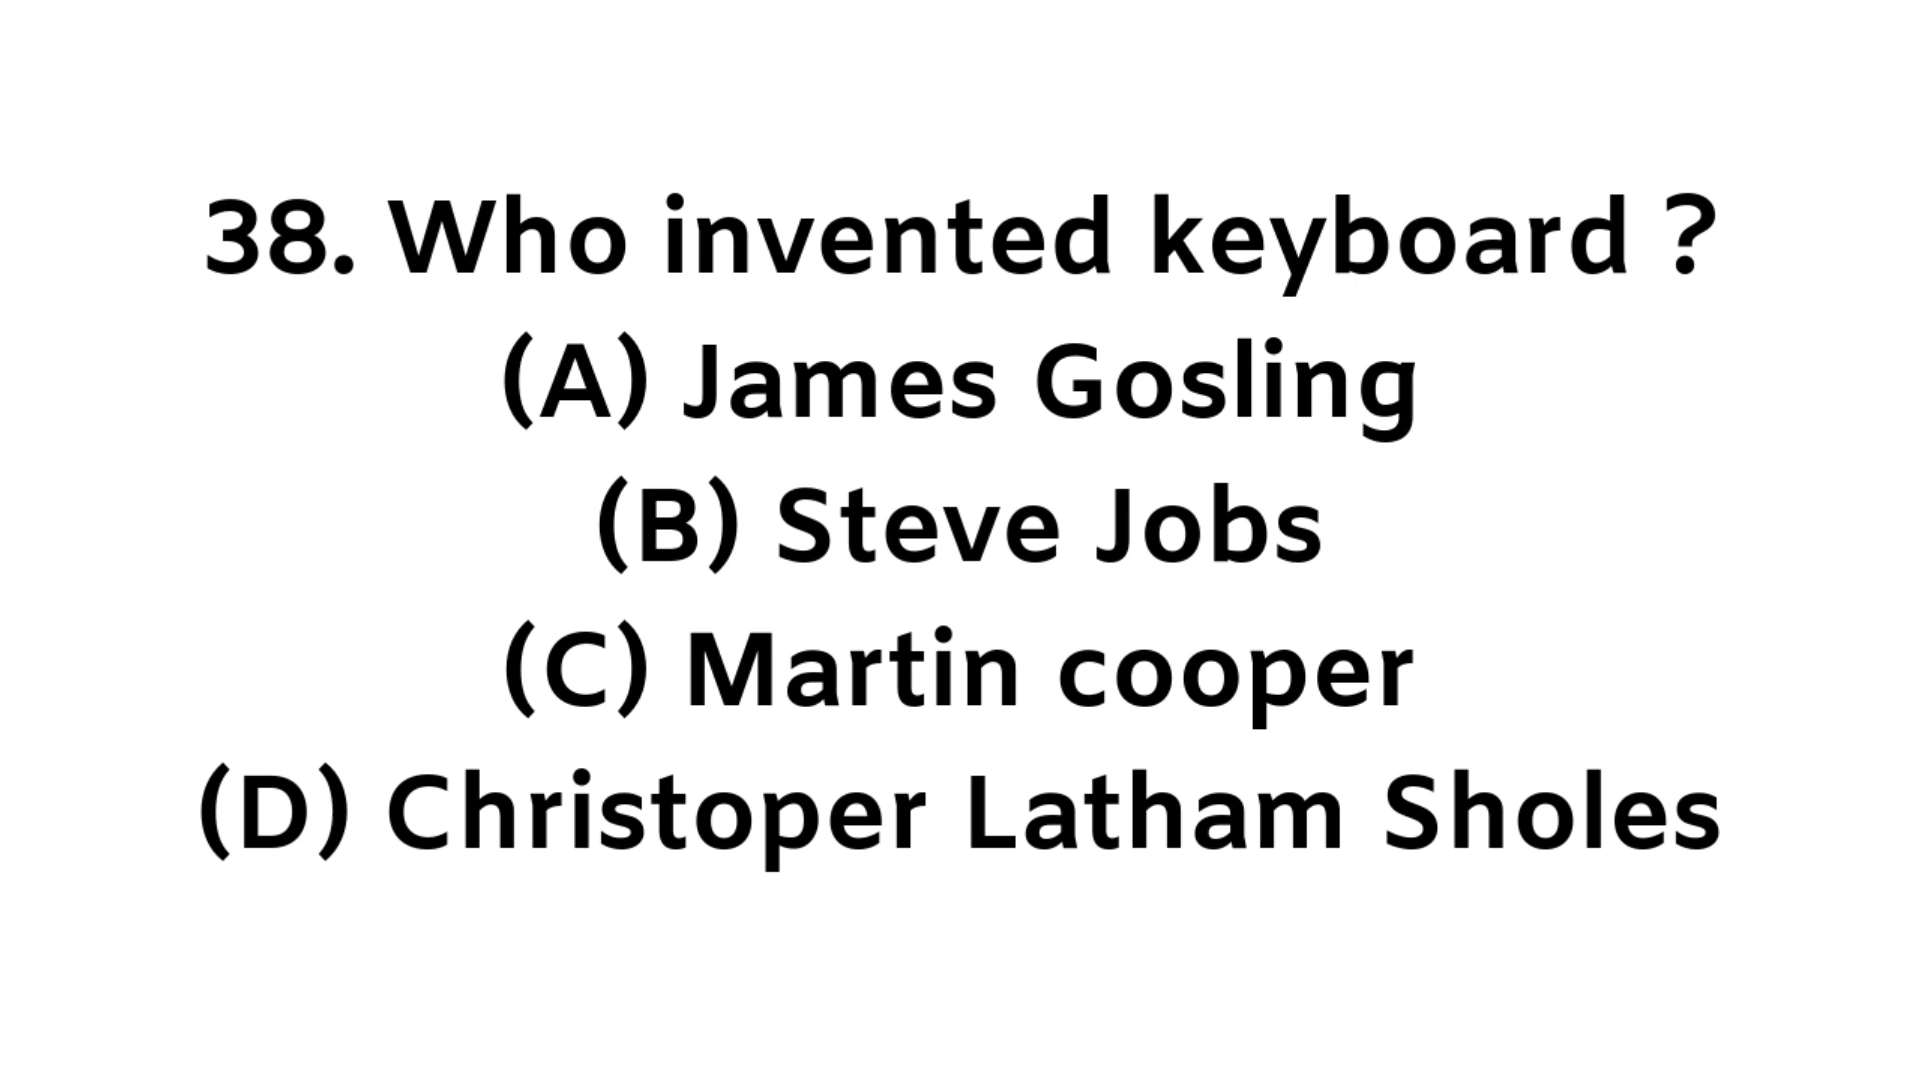 38. Who invented keyboard ?
(A) James Gosling
(B) Steve Jobs
(C) Martin cooper
(D) Christoper Latham Sholes